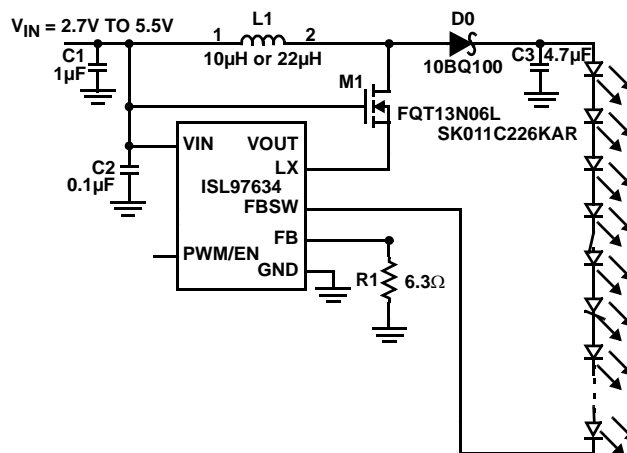 V_IN = 2.7V TO 5.5V
L1
D0
1
2
C1
1µF
10µH or 22µH
10BQ100
C3 4.7µF
M1
FQT13N06L
SK011C226KAR
VIN
VOUT
LX
C2
0.1µF
ISL97634
FBSW
FB
PWM/EN
GND
R1
6.3Ω